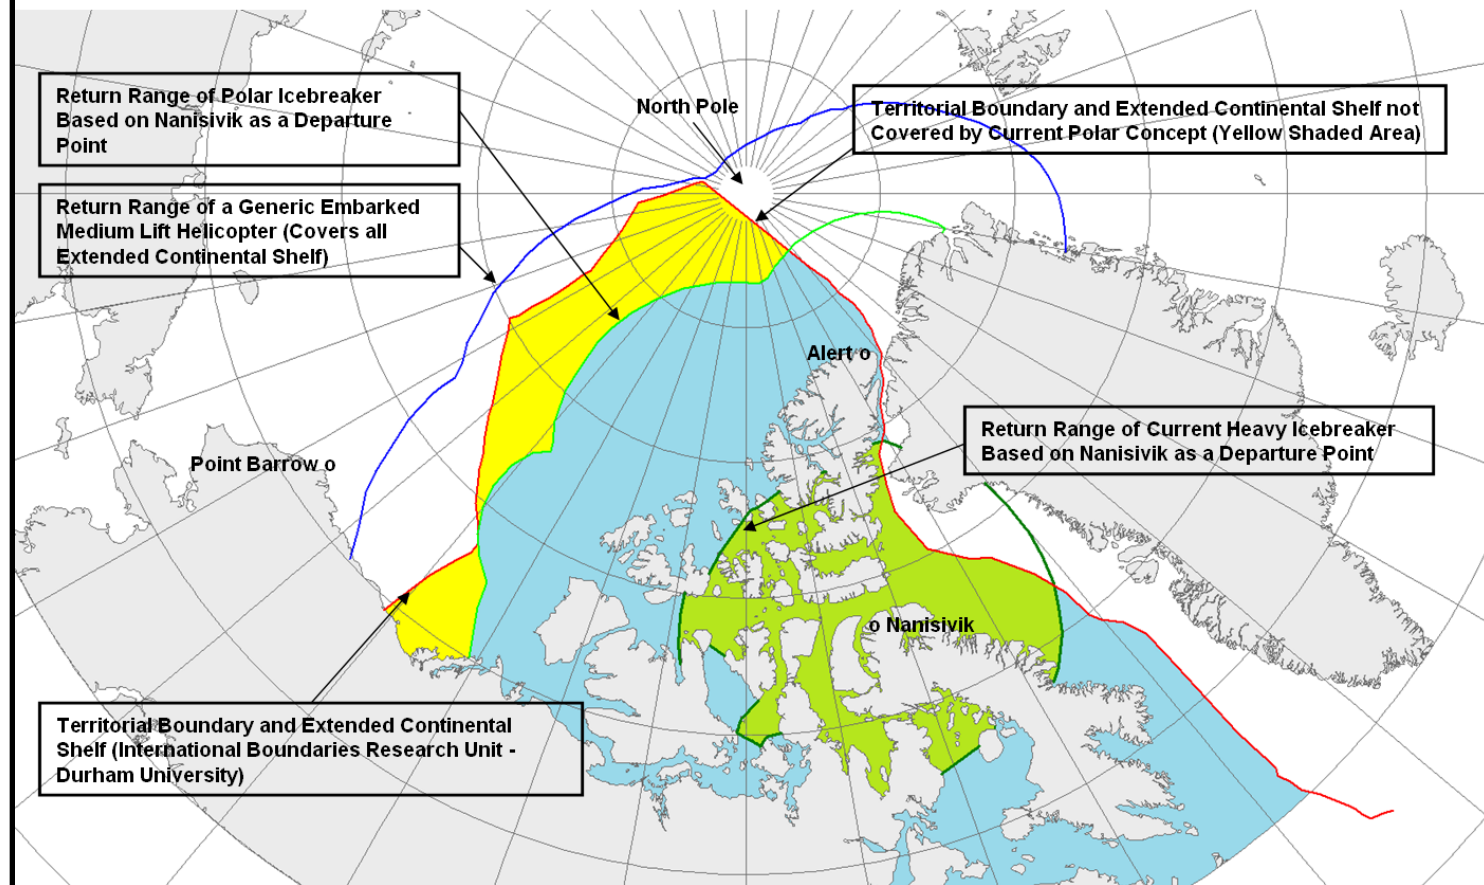 Return Range of Polar Icebreaker
Based on Nanisivik as a Departure
Point
North Pole
Territorial Boundary and Extended Continental Shelf not
Covered by Current Polar Concept (Yellow Shaded Area)
Return Range of a Generic Embarked
Medium Lift Helicopter (Covers all
Extended Continental Shelf)
Alert o
Return Range of Current Heavy Icebreaker
Based on Nanisivik as a Departure Point
Point Barrow o
o Nanisivik
Territorial Boundary and Extended Continental
Shelf (International Boundaries Research Unit -
Durham University)